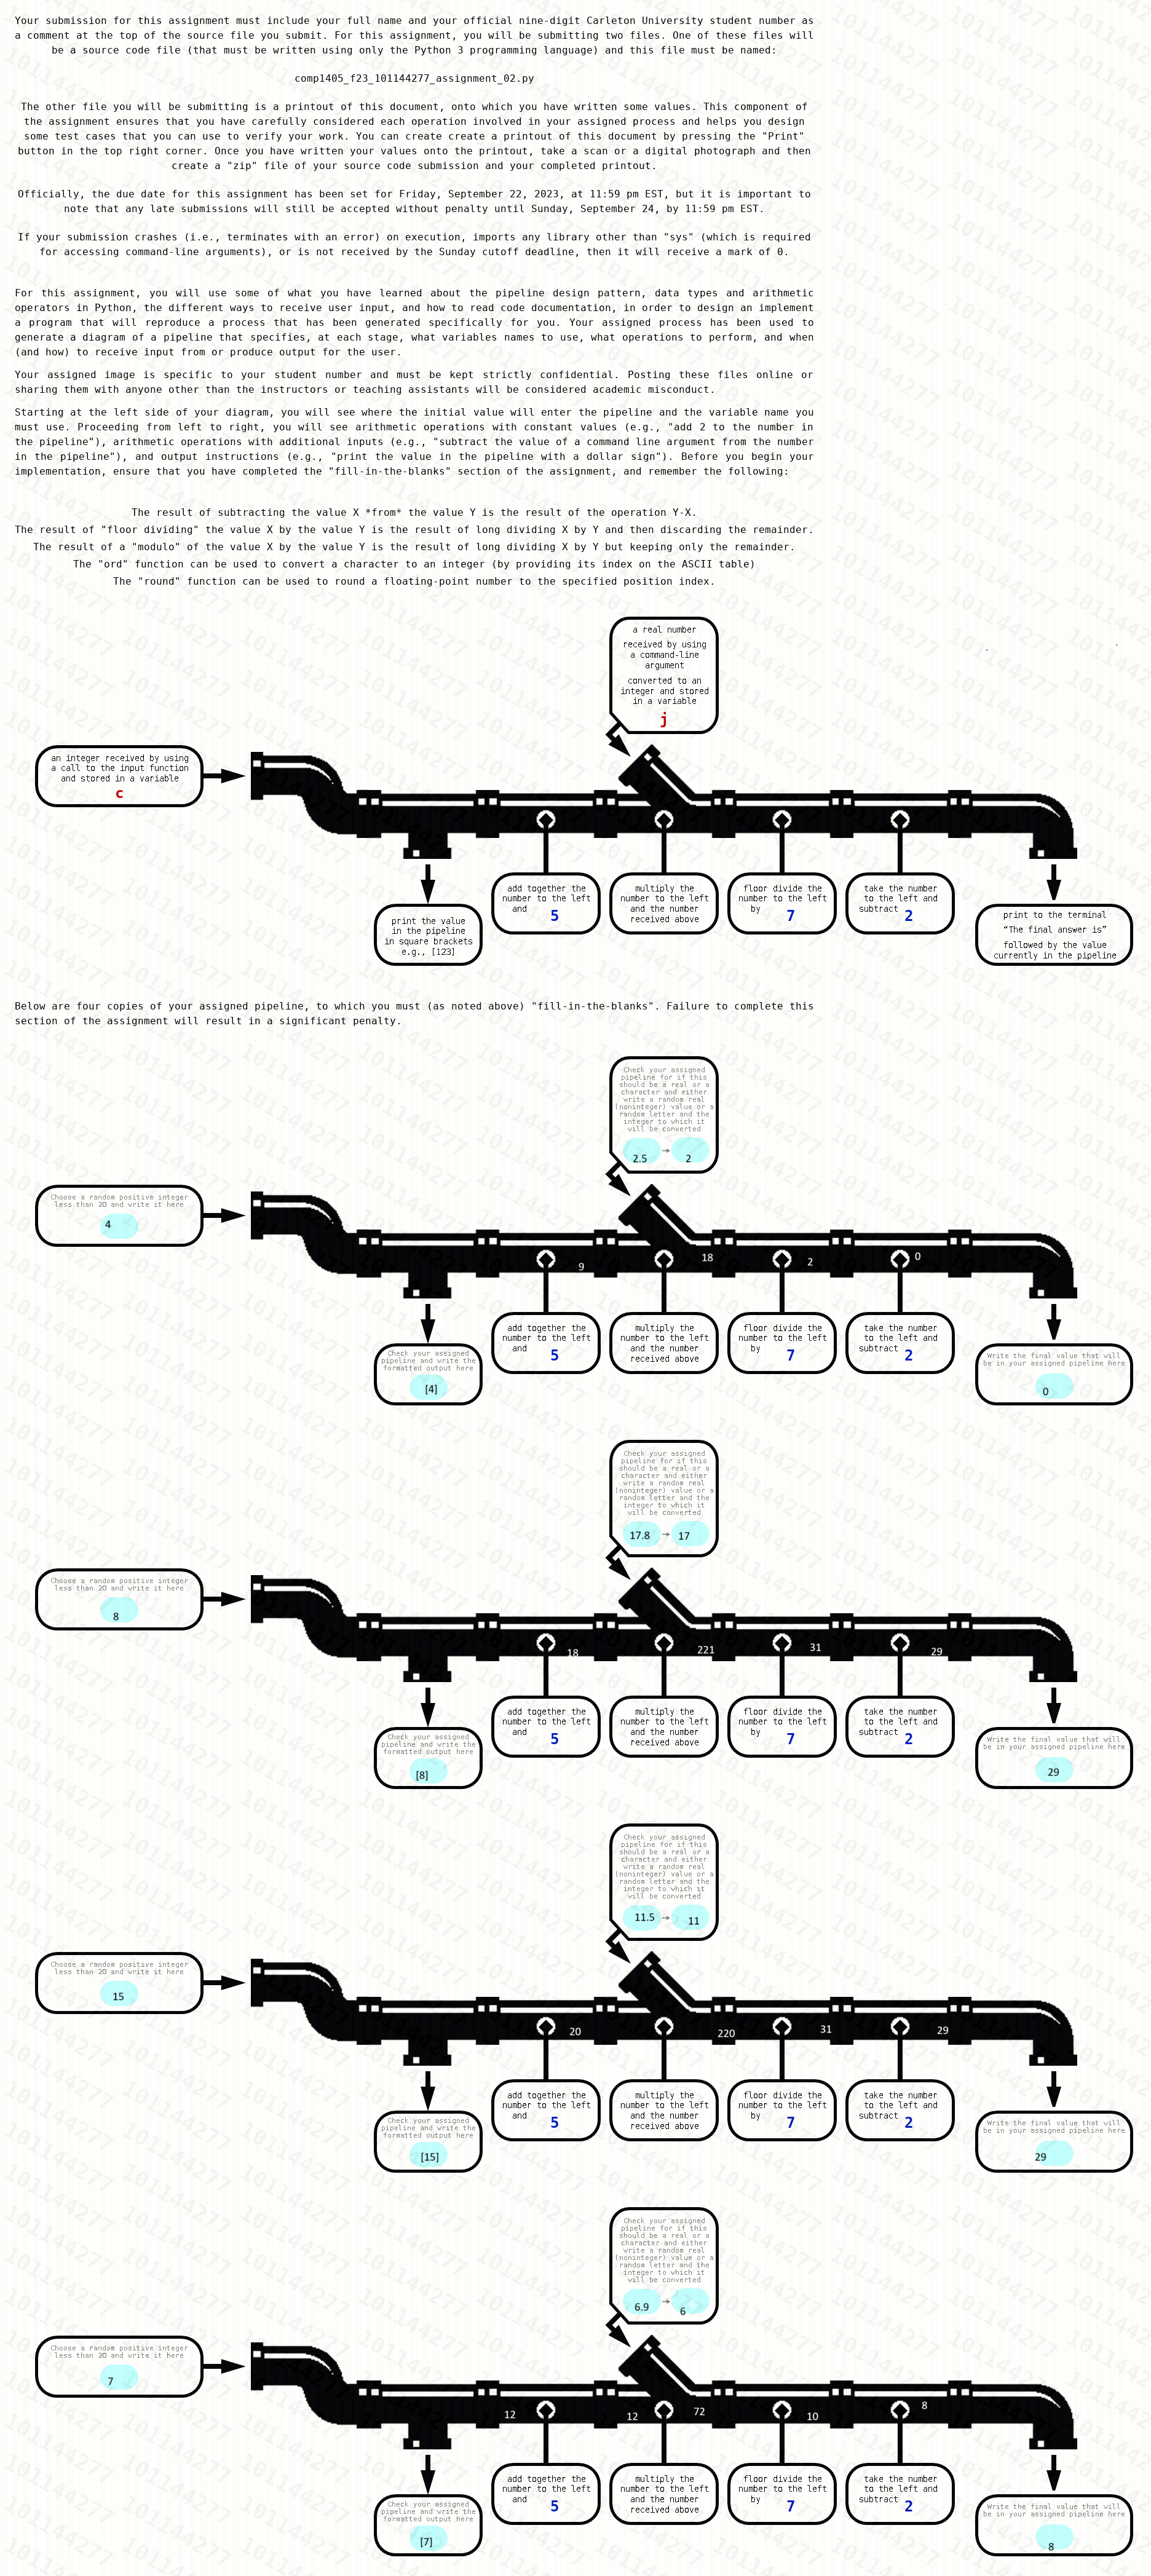 Your submission for this assignment must include your full name and your official nine-digit Carleton University student number as
a comment at the top of the source file you submit. For this assignment, you will be submitting two files. One of these files will
be a source code file (that must be written using only the Python 3 programming language) and this file must be named:
comp1405_f23_101144277_assignment_02.py
The other file you will be submitting is a printout of this document, onto which you have written some values. This component of
the assignment ensures that you have carefully considered each operation involved in your assigned process and helps you design
some test cases that you can use to verify your work. You can create create a printout of this document by pressing the "Print"
button in the top right corner. Once you have written your values onto the printout, take a scan or a digital photograph and then
create a "zip" file of your source code submission and your completed printout.
Officially, the due date for this assignment has been set for Friday, September 22, 2023, at 11:59 pm EST, but it is important to
note that any late submissions will still be accepted without penalty until Sunday, September 24, by 11:59 pm EST.
If your submission crashes (i.e., terminates with an error) on execution, imports any library other than "sys" (which is required
for accessing command-line arguments), or is not received by the Sunday cutoff deadline, then it will receive a mark of 0.
For this assignment, you will use some of what you have learned about the pipeline design pattern, data types and arithmetic
operators in Python, the different ways to receive user input, and how to read code documentation, in order to design an implement
a program that will reproduce a process that has been generated specifically for you. Your assigned process has been used to
generate a diagram of a pipeline that specifies, at each stage, what variables names to use, what operations to perform, and when
(and how) to receive input from or produce output for the user.
Your assigned image is specific to your student number and must be kept strictly confidential. Posting these files online or
sharing them with anyone other than the instructors or teaching assistants will be considered academic misconduct.
Starting at the left side of your diagram, you will see where the initial value will enter the pipeline and the variable name you
must use. Proceeding from left to right, you will see arithmetic operations with constant values (e.g., "add 2 to the number in
the pipeline"), arithmetic operations with additional inputs (e.g., "subtract the value of a command line argument from the number
in the pipeline"), and output instructions (e.g., "print the value in the pipeline with a dollar sign"). Before you begin your
implementation, ensure that you have completed the "fill-in-the-blanks" section of the assignment, and remember the following:
The result of subtracting the value X *from* the value Y is the result of the operation Y-X.
The result of "floor dividing" the value X by the value Y is the result of long dividing X by Y and then discarding the remainder.
The result of a "modulo" of the value X by the value Y is the result of long dividing X by Y but keeping only the remainder.
The "ord" function can be used to convert a character to an integer (by providing its index on the ASCII table)
The "round" function can be used to round a floating-point number to the specified position index.
a real number
received by using
a command-line
argument
converted to an
integer and stored
in a variable
j
an integer received by using
a call to the input function
and stored in a variable
c
print the value
in the pipeline
in square brackets
e.g., [123]
add together the
number to the left
and 5
multiply the
number to the left
and the number
received above
floor divide the
number to the left
by 7
take the number
to the left and
subtract 2
print to the terminal
“The final answer is”
followed by the value
currently in the pipeline
Below are four copies of your assigned pipeline, to which you must (as noted above) "fill-in-the-blanks". Failure to complete this
section of the assignment will result in a significant penalty.
Check your assigned
pipeline for if this
should be a real or a
character and either
write a random real
(noninteger) value or a
random letter and the
integer to which it
will be converted
2.5 → 2
Choose a random positive integer
less than 20 and write it here
4
9
18
2
0
Check your assigned
pipeline and write the
formatted output here
[4]
add together the
number to the left
and 5
multiply the
number to the left
and the number
received above
floor divide the
number to the left
by 7
take the number
to the left and
subtract 2
Write the final value that will
be in your assigned pipeline here
0
Check your assigned
pipeline for if this
should be a real or a
character and either
write a random real
(noninteger) value or a
random letter and the
integer to which it
will be converted
17.8 → 17
Choose a random positive integer
less than 20 and write it here
8
18
221
31
29
Check your assigned
pipeline and write the
formatted output here
[8]
add together the
number to the left
and 5
multiply the
number to the left
and the number
received above
floor divide the
number to the left
by 7
take the number
to the left and
subtract 2
Write the final value that will
be in your assigned pipeline here
29
Check your assigned
pipeline for if this
should be a real or a
character and either
write a random real
(noninteger) value or a
random letter and the
integer to which it
will be converted
11.5 → 11
Choose a random positive integer
less than 20 and write it here
15
20
220
31
29
Check your assigned
pipeline and write the
formatted output here
[15]
add together the
number to the left
and 5
multiply the
number to the left
and the number
received above
floor divide the
number to the left
by 7
take the number
to the left and
subtract 2
Write the final value that will
be in your assigned pipeline here
29
Check your assigned
pipeline for if this
should be a real or a
character and either
write a random real
(noninteger) value or a
random letter and the
integer to which it
will be converted
6.9 → 6
Choose a random positive integer
less than 20 and write it here
7
12
12
72
10
8
Check your assigned
pipeline and write the
formatted output here
[7]
add together the
number to the left
and 5
multiply the
number to the left
and the number
received above
floor divide the
number to the left
by 7
take the number
to the left and
subtract 2
Write the final value that will
be in your assigned pipeline here
8